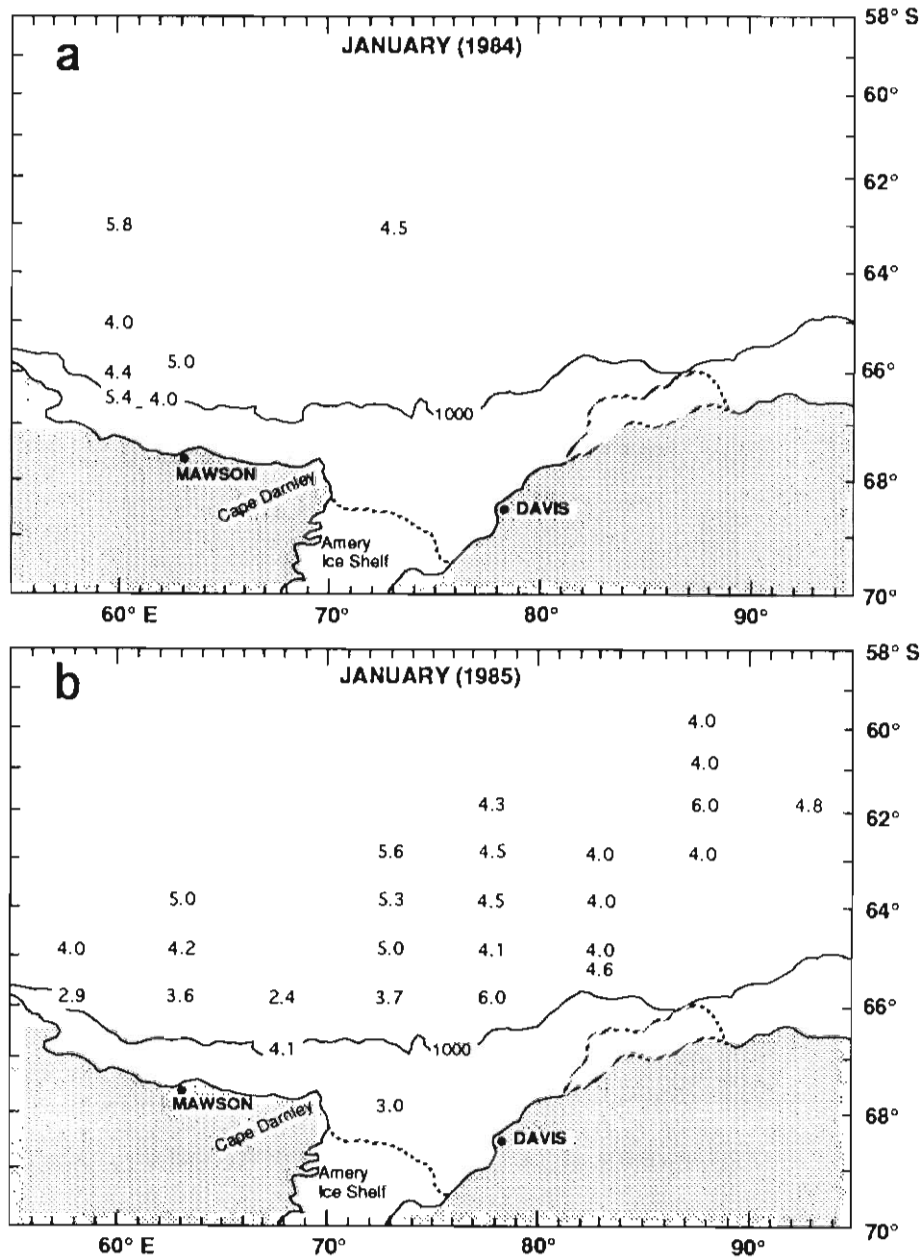 58° S
a
JANUARY (1984)
60°
62°
5.8
4.5
64°
4.0
5.0
4.4
66°
5.4
4.0
1000
MAWSON
Cape Darnley
68°
DAVIS
Amery
Ice Shelf
70°
60° E
70°
80°
90°
58° S
b
JANUARY (1985)
4.0
60°
4.0
4.3
6.0
4.8
62°
5.6
4.5
4.0
4.0
5.0
5.3
4.5
4.0
64°
4.0
4.2
5.0
4.1
4.0
4.6
2.9
3.6
2.4
3.7
6.0
66°
4.1
1000
MAWSON
3.0
68°
Cape Darnley
DAVIS
Amery
Ice Shelf
70°
60° E
70°
80°
90°